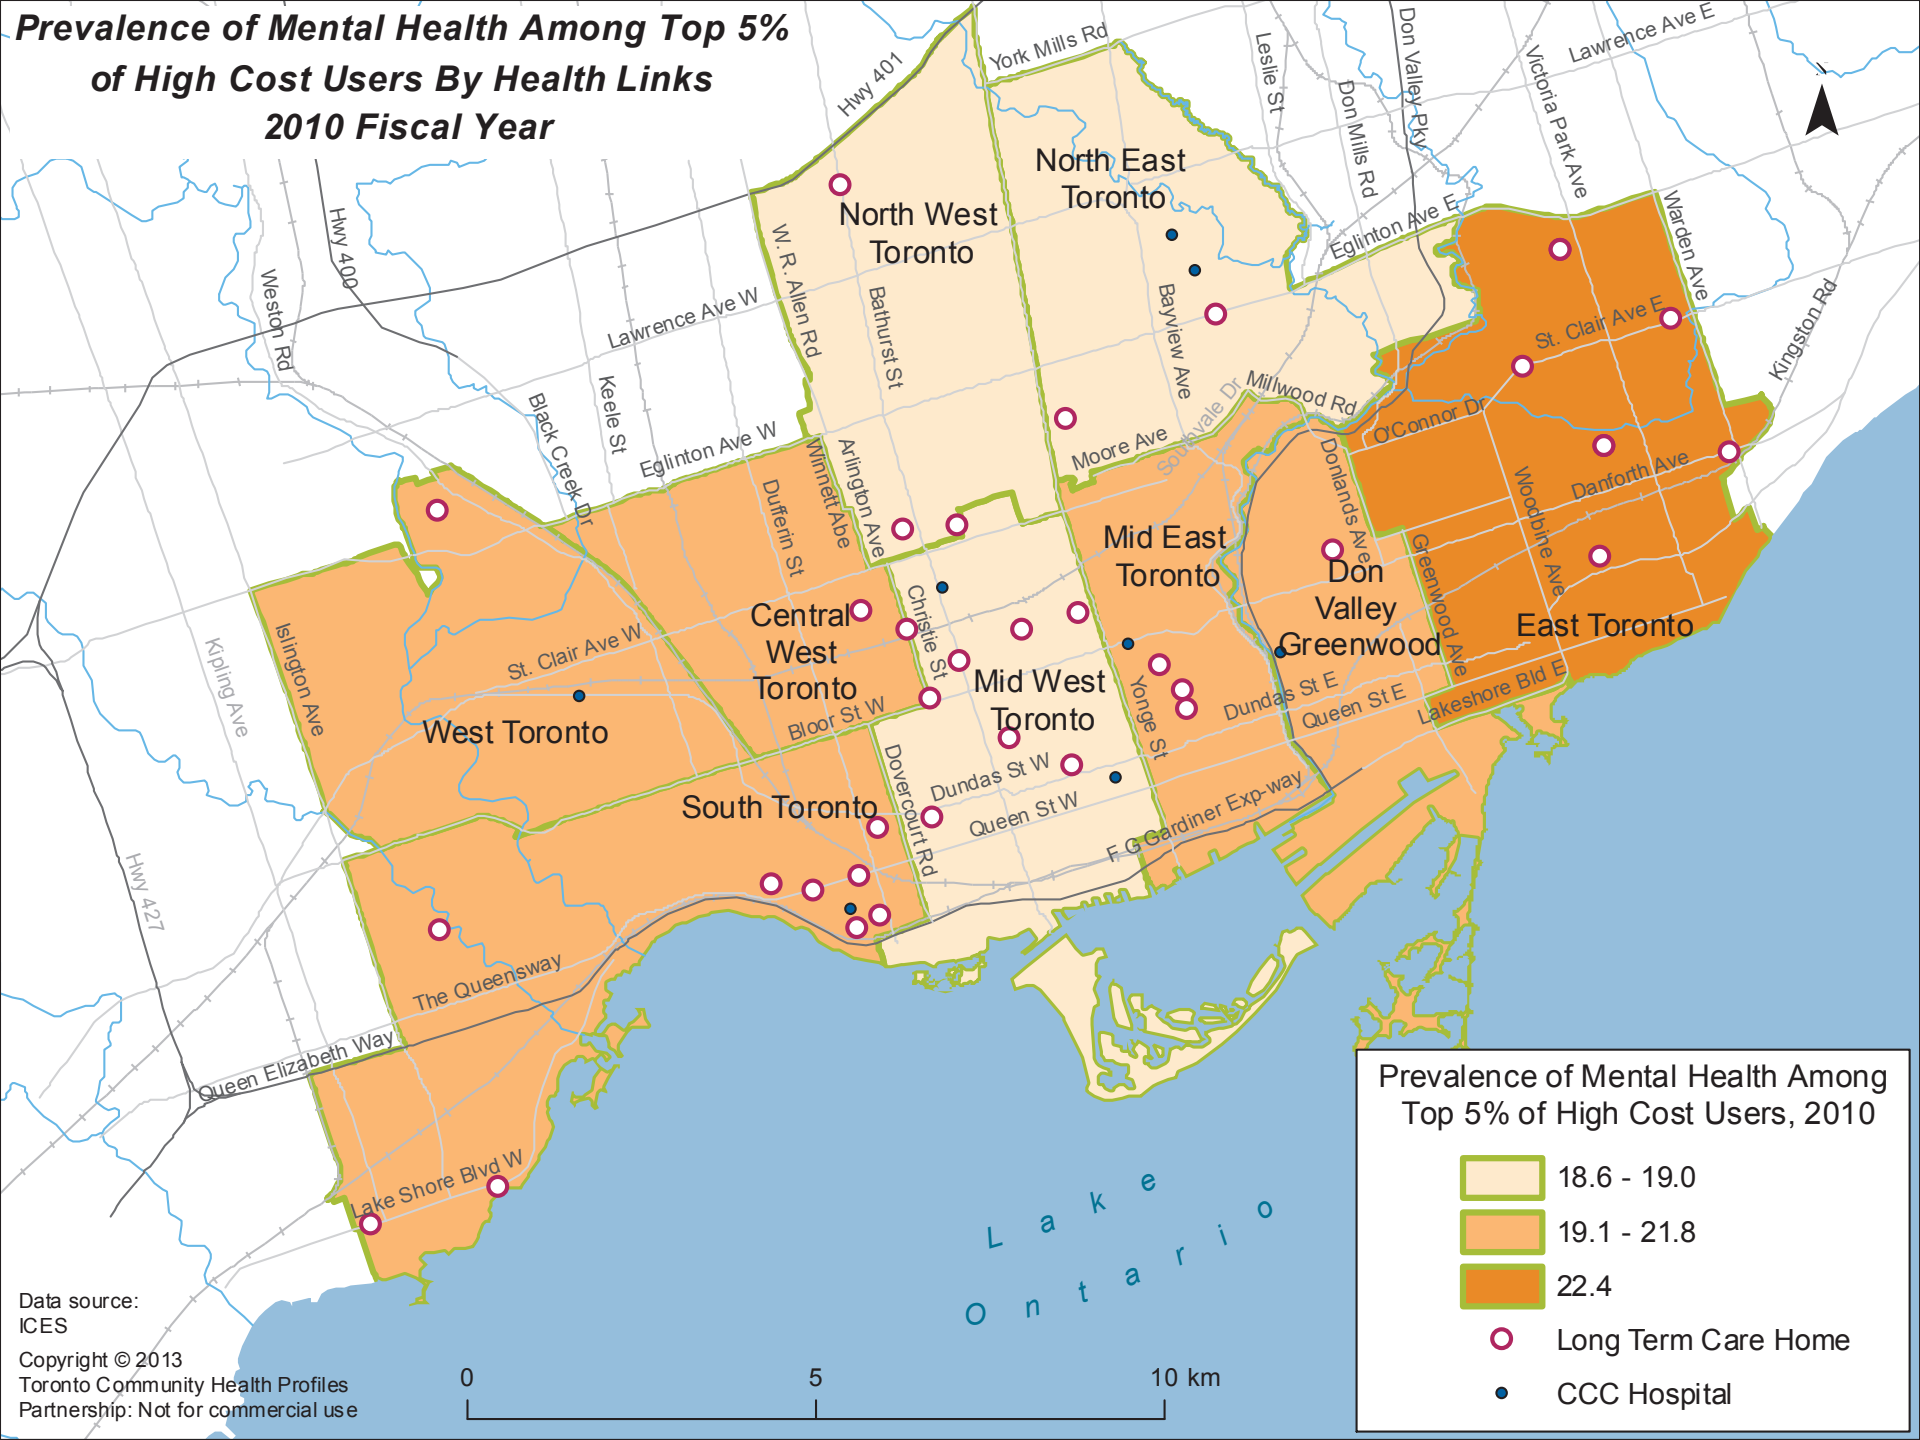 Prevalence of Mental Health Among Top 5%
of High Cost Users By Health Links
2010 Fiscal Year
Hwy 401
York Mills Rd
Leslie St
Don Mills Rd
Don Valley Pky
Victoria Park Ave
Lawrence Ave E
N
North East
Toronto
North West
Toronto
Hwy 400
Weston Rd
W. R. Allen Rd
Bathurst St
Bayview Ave
Eglinton Ave E
Warden Ave
Kingston Rd
Lawrence Ave W
St. Clair Ave E
Keele St
Black Creek Dr
Eglinton Ave W
Millwood Rd
Southvale Dr
Moore Ave
O'Connor Dr
Danforth Ave
Donlands Ave
Woodbine Ave
Greenwood Ave
Winnett Abe
Arlington Ave
Dufferin St
Mid East
Toronto
Don
Valley
Greenwood
East Toronto
Central
West
Toronto
Christie St
Islington Ave
Kipling Ave
St. Clair Ave W
West Toronto
Bloor St W
Mid West
Toronto
Yonge St
Dundas St E
Queen St E
Lakeshore Bld E
South Toronto
Dovercourt Rd
Dundas St W
Queen St W
F G Gardiner Exp-way
Hwy 427
The Queensway
Queen Elizabeth Way
Lake Shore Blvd W
Lake
Ontario
Prevalence of Mental Health Among
Top 5% of High Cost Users, 2010
18.6 - 19.0
19.1 - 21.8
22.4
Long Term Care Home
CCC Hospital
Data source:
ICES
Copyright © 2013
Toronto Community Health Profiles
Partnership: Not for commercial use
0 5 10 km